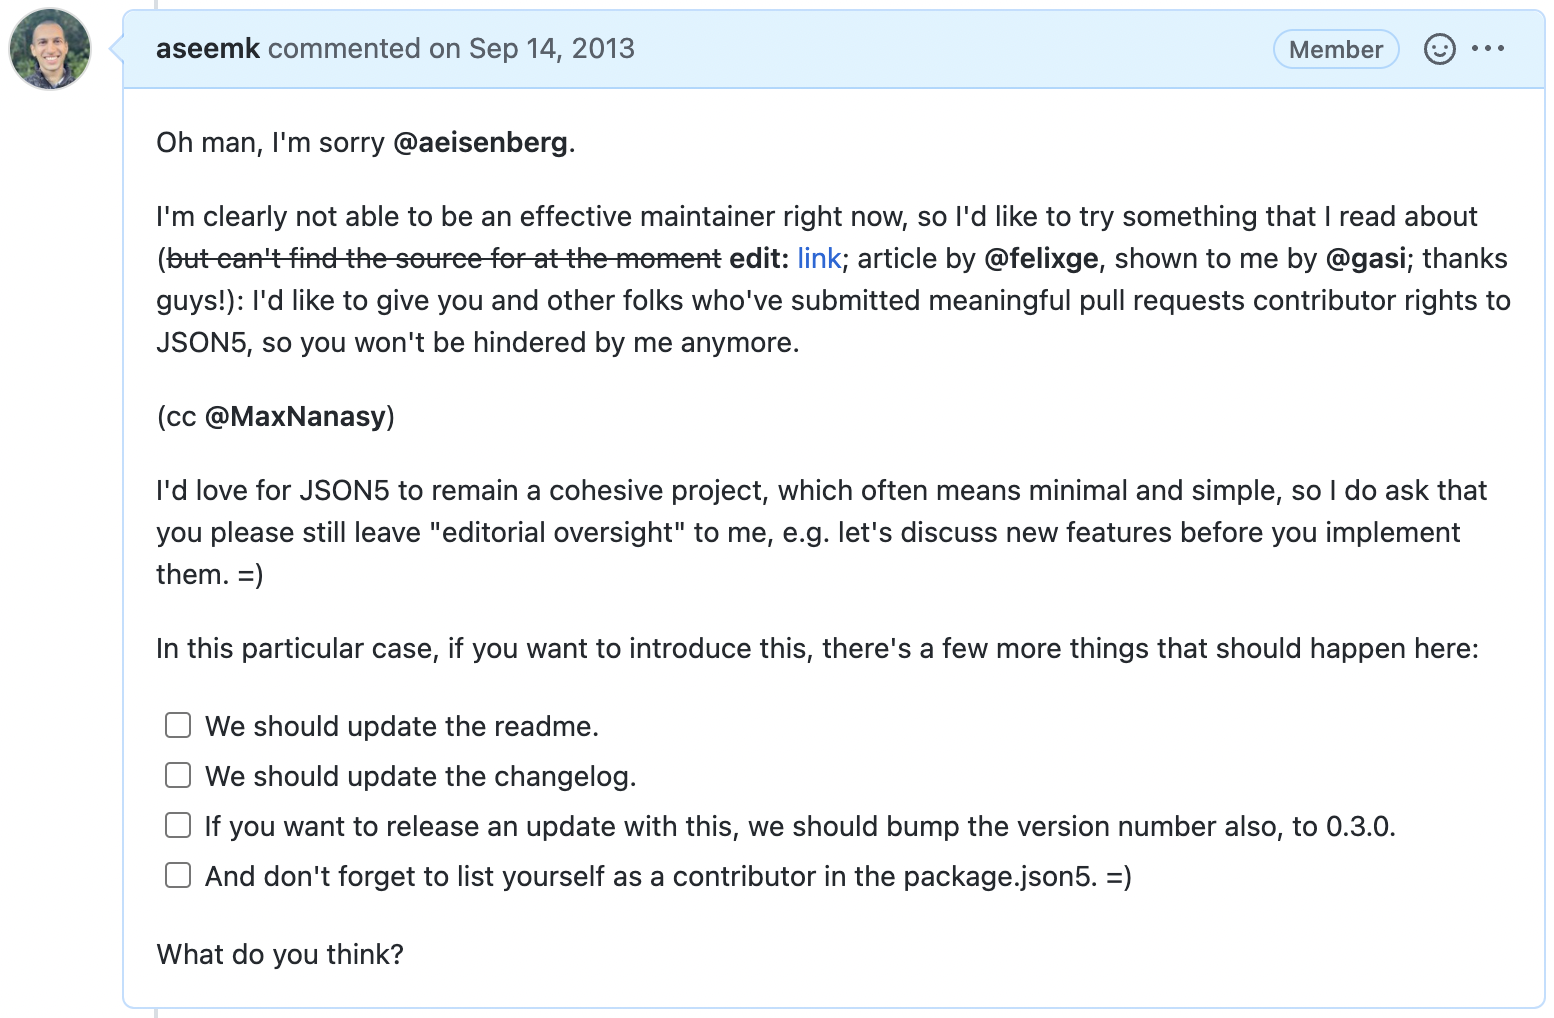 aseemk commented on Sep 14, 2013
Member
Oh man, I'm sorry @aeisenberg.
I'm clearly not able to be an effective maintainer right now, so I'd like to try something that I read about
(but can't find the source for at the moment edit: link; article by @felixge, shown to me by @gasi; thanks
guys!): I'd like to give you and other folks who've submitted meaningful pull requests contributor rights to
JSON5, so you won't be hindered by me anymore.
(cc @MaxNanasy)
I'd love for JSON5 to remain a cohesive project, which often means minimal and simple, so I do ask that
you please still leave "editorial oversight" to me, e.g. let's discuss new features before you implement
them. =)
In this particular case, if you want to introduce this, there's a few more things that should happen here:
We should update the readme.
We should update the changelog.
If you want to release an update with this, we should bump the version number also, to 0.3.0.
And don't forget to list yourself as a contributor in the package.json5. =)
What do you think?